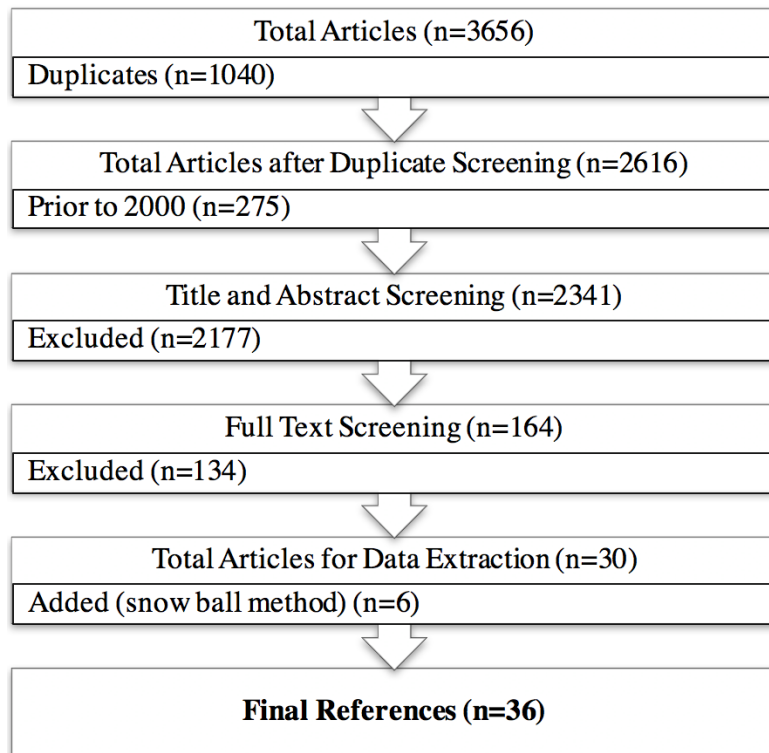 Total Articles (n=3656)
Duplicates (n=1040)
Total Articles after Duplicate Screening (n=2616)
Prior to 2000 (n=275)
Title and Abstract Screening (n=2341)
Excluded (n=2177)
Full Text Screening (n=164)
Excluded (n=134)
Total Articles for Data Extraction (n=30)
Added (snow ball method) (n=6)
Final References (n=36)